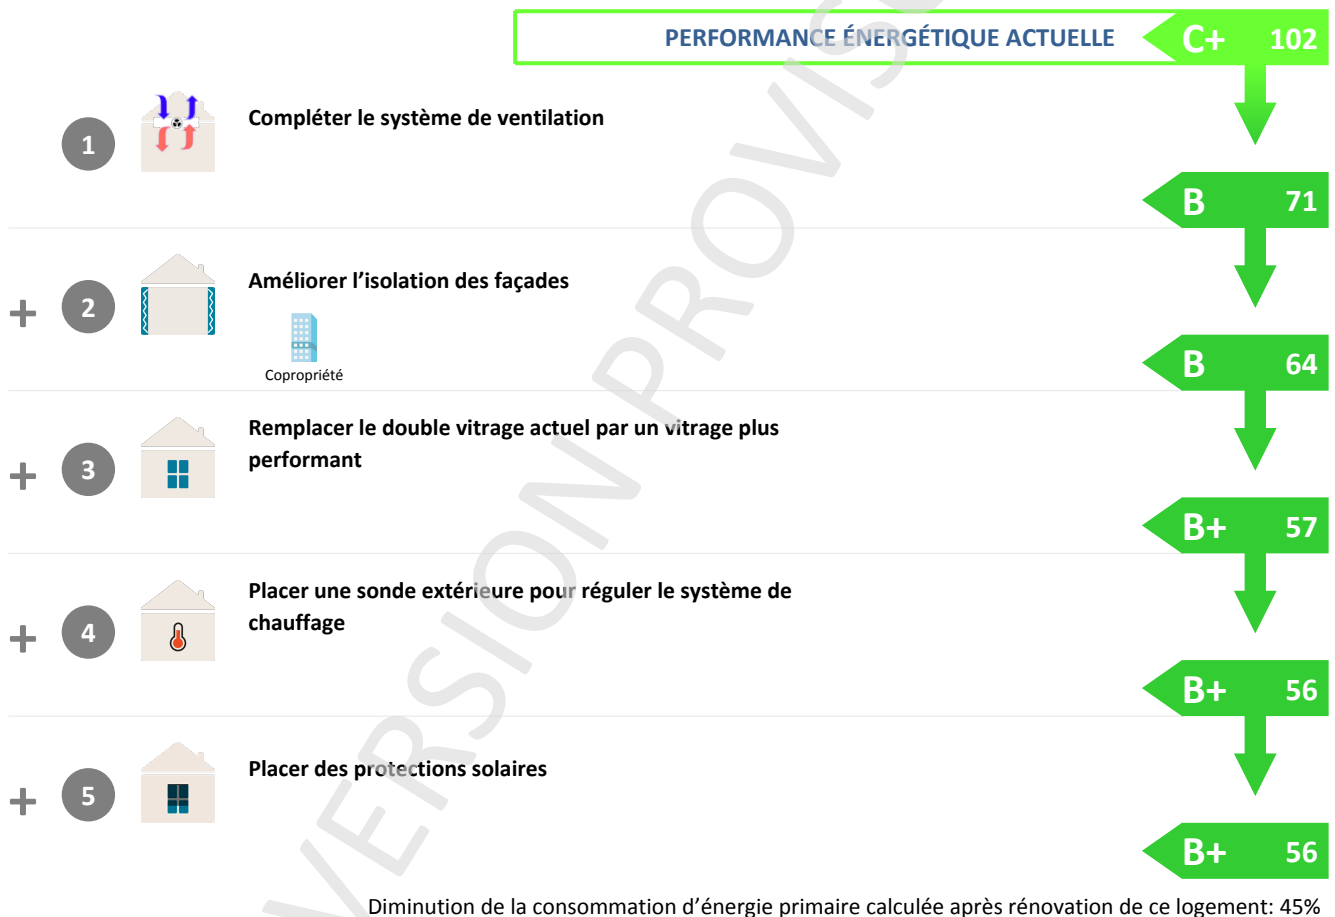 PERFORMANCE ÉNERGÉTIQUE ACTUELLE C+ 102
1 Compléter le système de ventilation
B 71
+ 2 Améliorer l'isolation des façades
Copropriété
B 64
+ 3 Remplacer le double vitrage actuel par un vitrage plus
performant
B+ 57
+ 4 Placer une sonde extérieure pour réguler le système de
chauffage
B+ 56
+ 5 Placer des protections solaires
B+ 56
Diminution de la consommation d'énergie primaire calculée après rénovation de ce logement: 45%
VERSION PROVISO